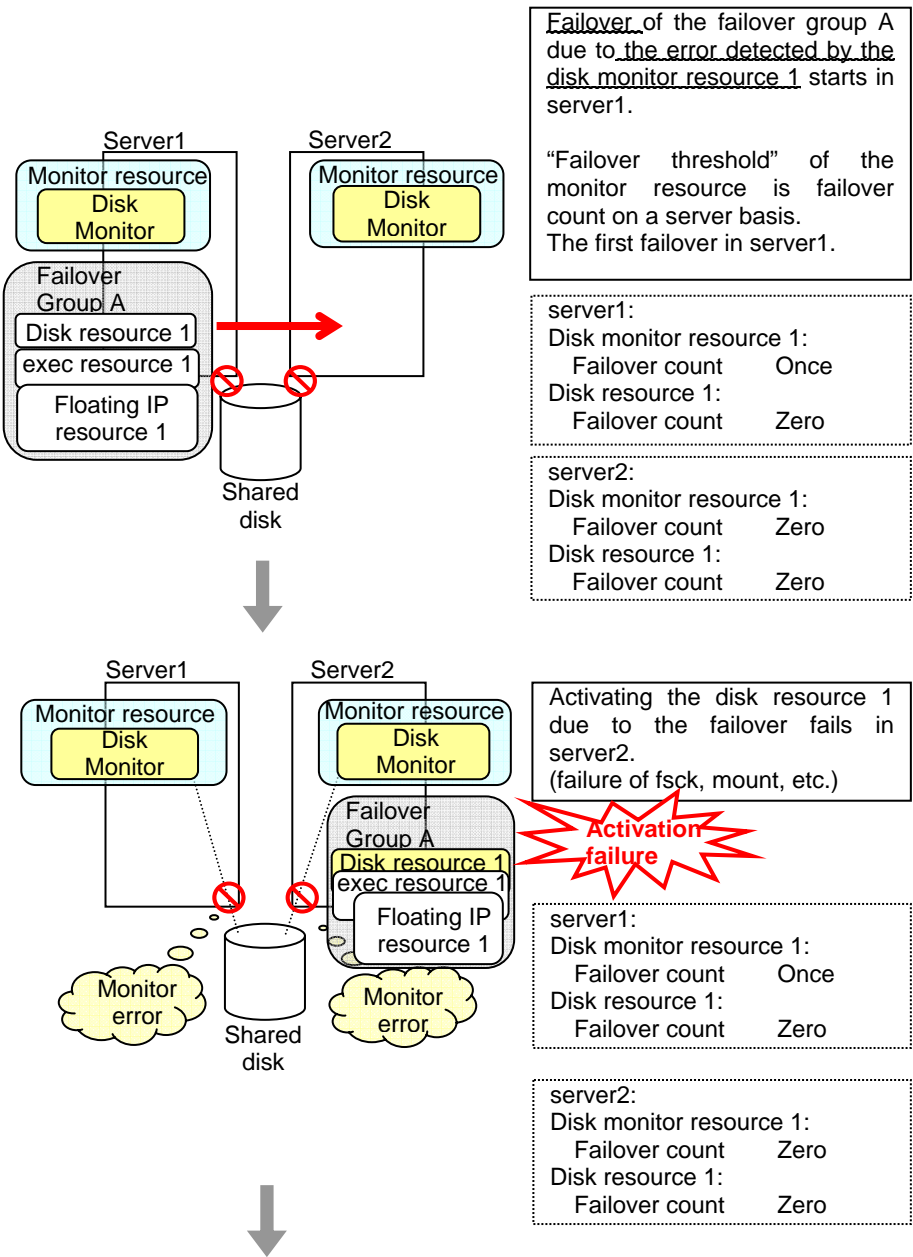 Failover of the failover group A
due to the error detected by the
disk monitor resource 1 starts in
server1.
“Failover threshold” of the
monitor resource is failover
count on a server basis.
The first failover in server1.
Server1
Server2
Monitor resource
Disk
Monitor
Monitor resource
Disk
Monitor
Failover
Group A
Disk resource 1
exec resource 1
Floating IP
resource 1
Shared
disk
server1:
Disk monitor resource 1:
Failover count Once
Disk resource 1:
Failover count Zero
server2:
Disk monitor resource 1:
Failover count Zero
Disk resource 1:
Failover count Zero
Server1
Server2
Monitor resource
Disk
Monitor
Monitor resource
Disk
Monitor
Failover
Group A
Disk resource 1
exec resource 1
Floating IP
resource 1
Monitor
error
Shared
disk
Monitor
error
Activating the disk resource 1
due to the failover fails in
server2.
(failure of fsck, mount, etc.)
Activation
failure
server1:
Disk monitor resource 1:
Failover count Once
Disk resource 1:
Failover count Zero
server2:
Disk monitor resource 1:
Failover count Zero
Disk resource 1:
Failover count Zero